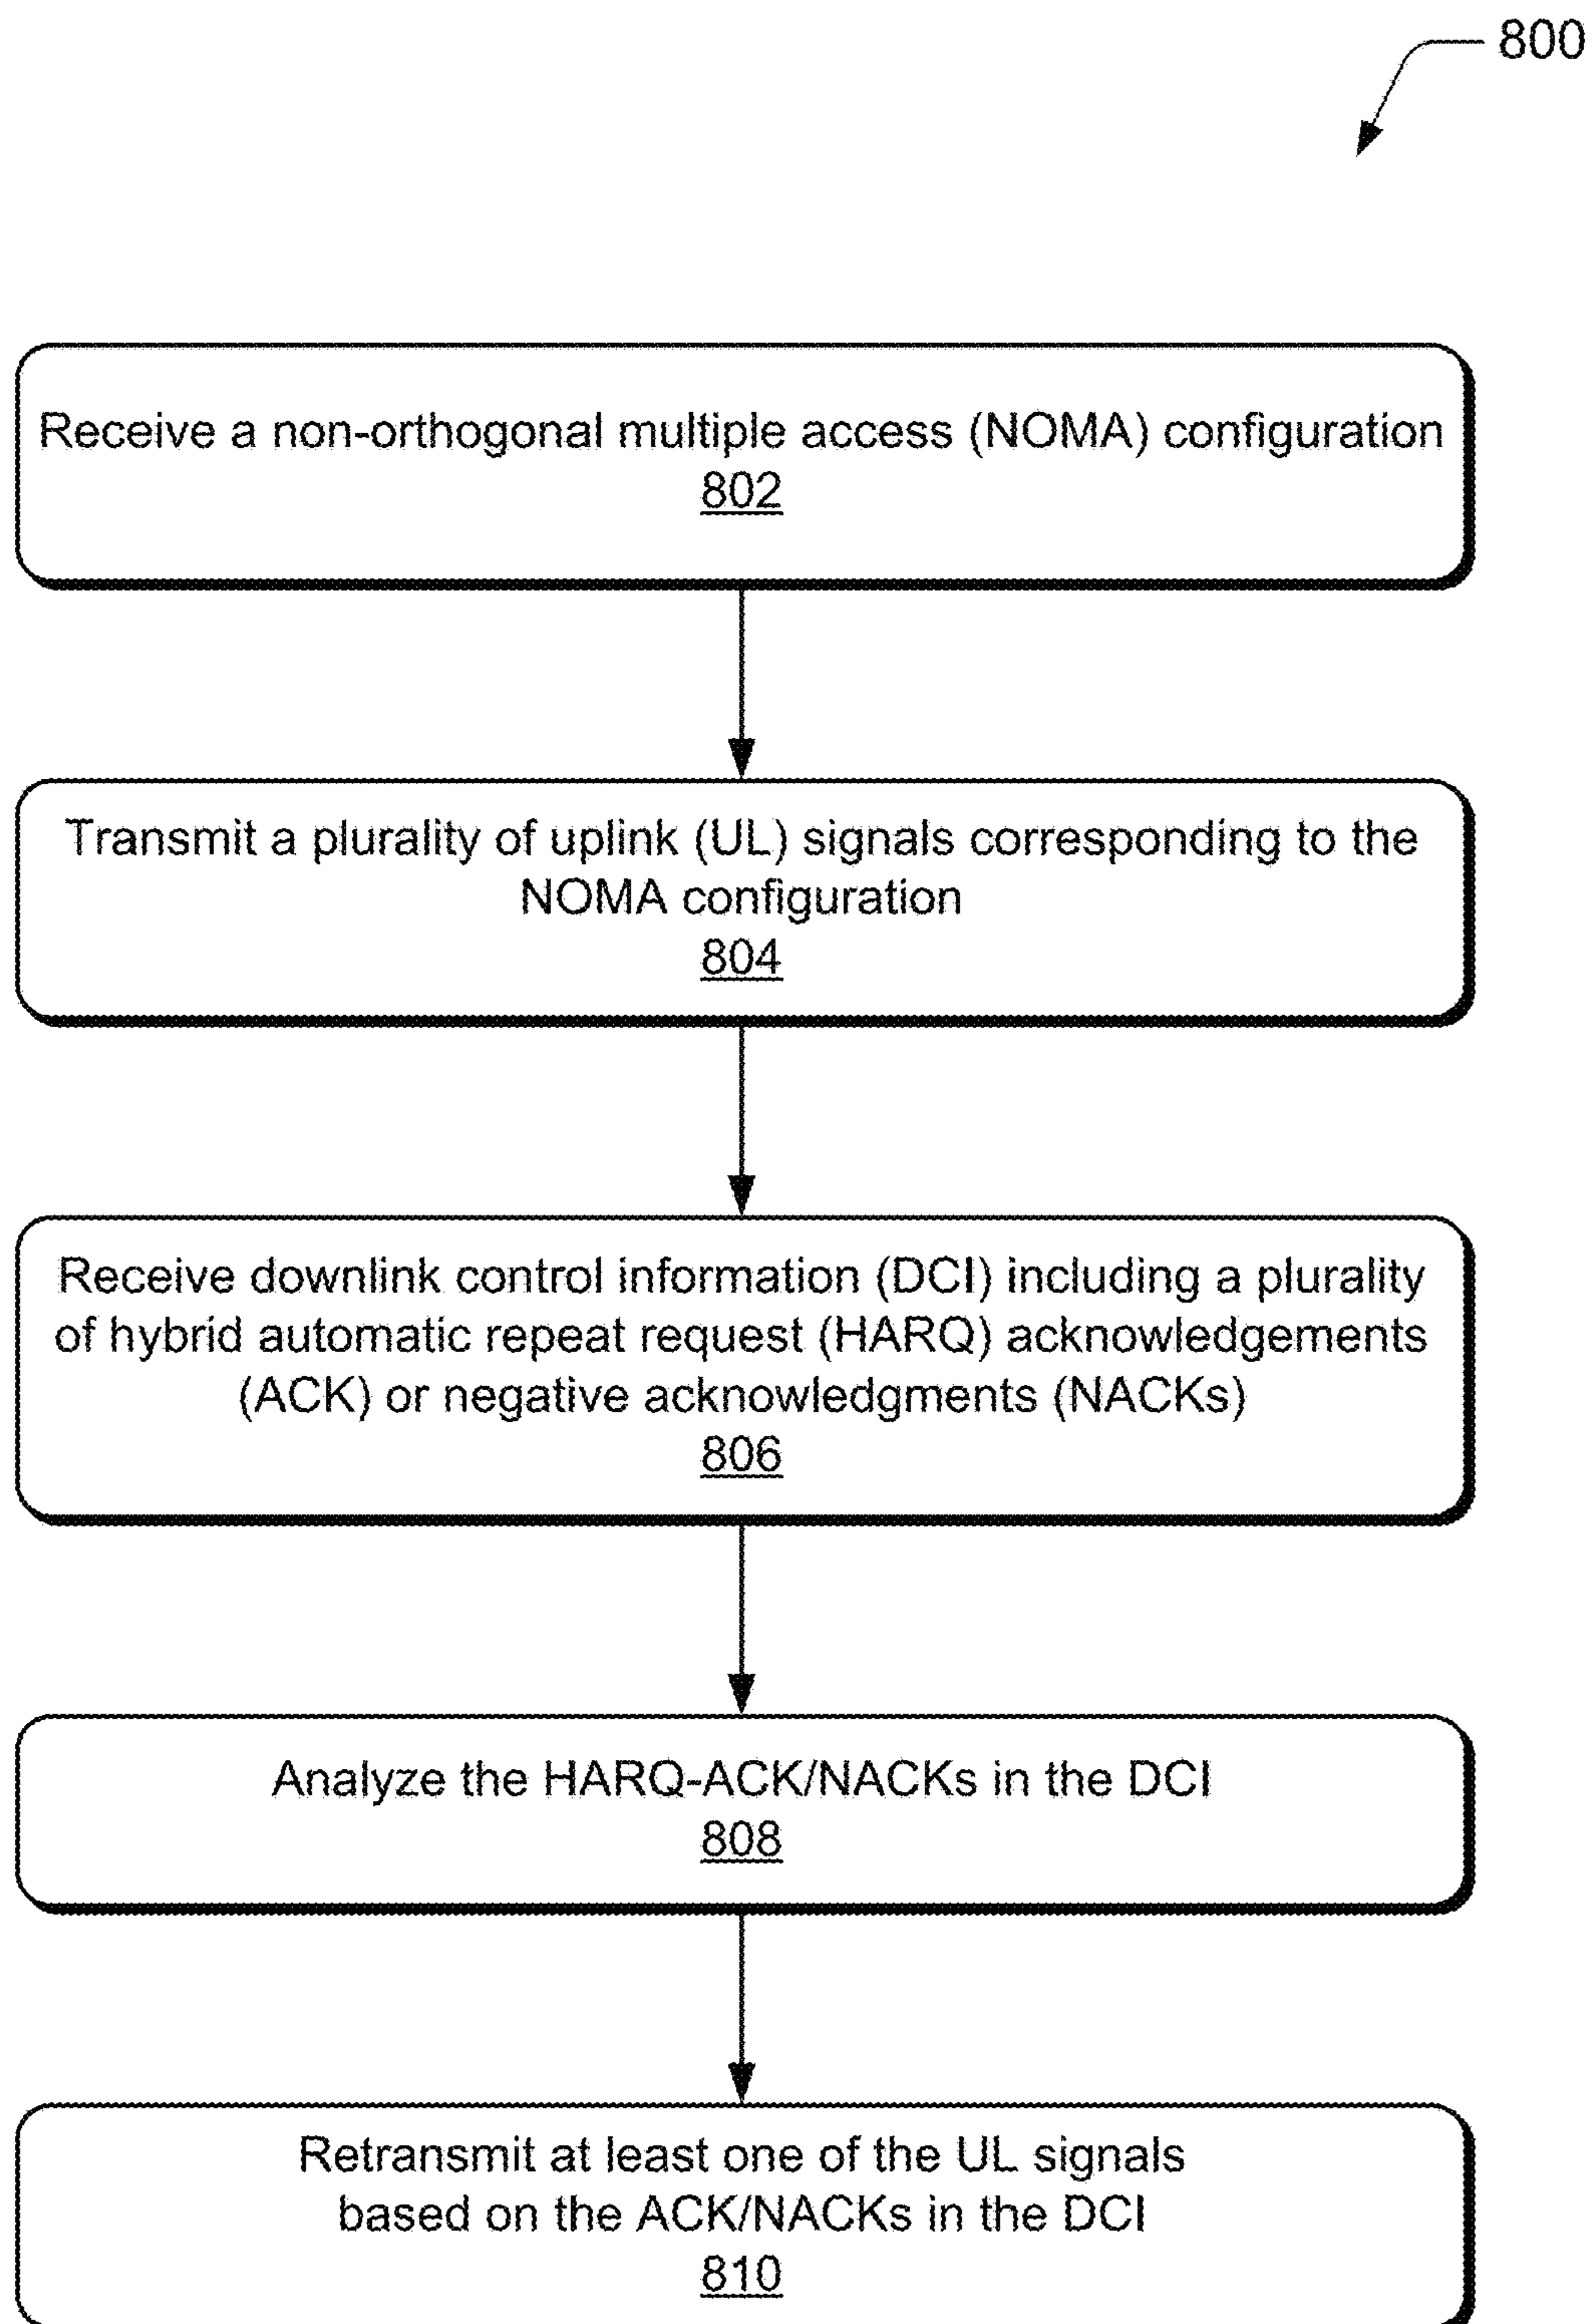 800
Receive a non-orthogonal multiple access (NOMA) configuration
802
Transmit a plurality of uplink (UL) signals corresponding to the
NOMA configuration
804
Receive downlink control information (DCI) including a plurality
of hybrid automatic repeat request (HARQ) acknowledgements
(ACK) or negative acknowledgments (NACKs)
806
Analyze the HARQ-ACK/NACKs in the DCI
808
Retransmit at least one of the UL signals
based on the ACK/NACKs in the DCI
810